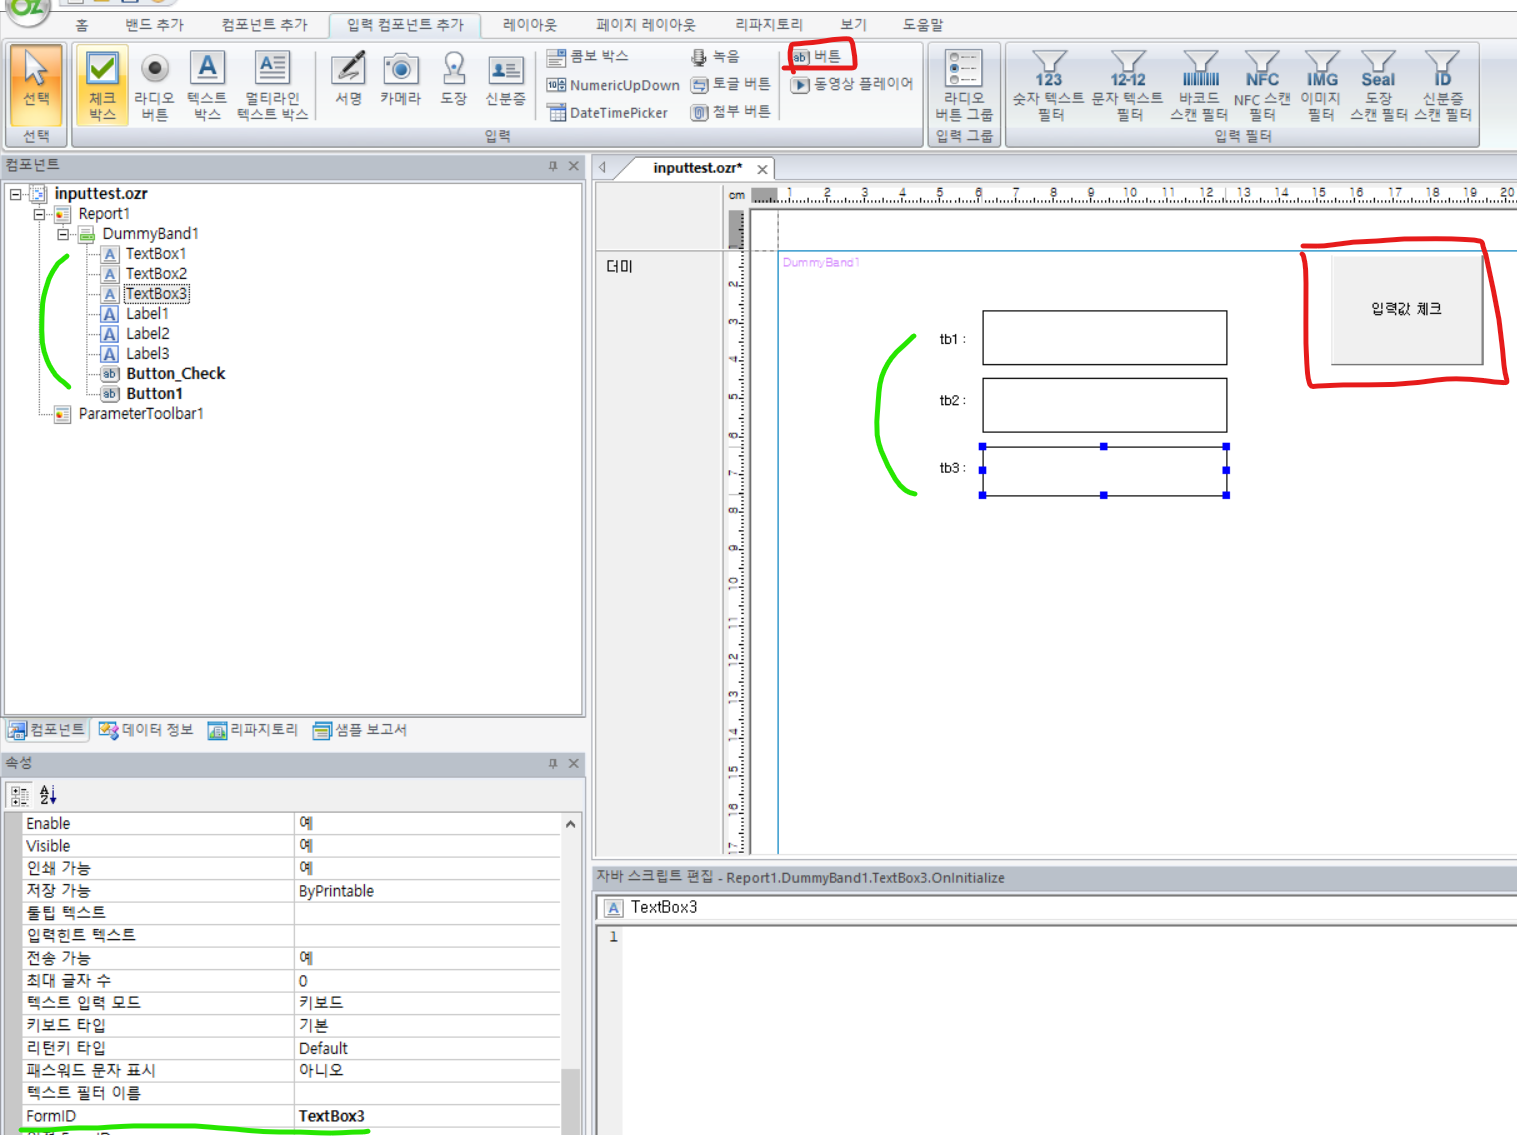 OZ
홈 밴드 추가 컴포넌트 추가 입력 컴포넌트 추가 레이아웃 페이지 레이아웃 리파지토리 보기 도움말
선택
체크 박스
라디오 버튼
텍스트 박스
멀티라인 텍스트 박스
서명
카메라
도장
신분증
콤보 박스
NumericUpDown
DateTimePicker
녹음
토글 버튼
첨부 버튼
버튼
동영상 플레이어
라디오 버튼 그룹
123
숫자 텍스트 필터
12-12
문자 텍스트 필터
바코드 스캔 필터
NFC
NFC 스캔 필터
IMG
이미지 필터
Seal
도장 스캔 필터
ID
신분증 스캔 필터
선택
입력
입력 그룹
입력 필터
컴포넌트
inputtest.ozr
Report1
DummyBand1
TextBox1
TextBox2
TextBox3
Label1
Label2
Label3
Button_Check
Button1
ParameterToolbar1
컴포넌트 데이터 정보 리파지토리 샘플 보고서
속성
Enable 예
Visible 예
인쇄 가능 예
저장 가능 ByPrintable
툴팁 텍스트
입력힌트 텍스트
전송 가능 예
최대 글자 수 0
텍스트 입력 모드 키보드
키보드 타입 기본
리턴키 타입 Default
패스워드 문자 표시 아니오
텍스트 필터 이름
FormID TextBox3
inputtest.ozr*
cm 1 2 3 4 5 6 7 8 9 10 11 12 13 14 15 16 17 18 19 20
2
3
4
5
6
7
8
9
10
11
12
13
14
15
16
17
더미
DummyBand1
입력값 체크
tb1 :
tb2 :
tb3 :
자바 스크립트 편집 - Report1.DummyBand1.TextBox3.OnInitialize
TextBox3
1